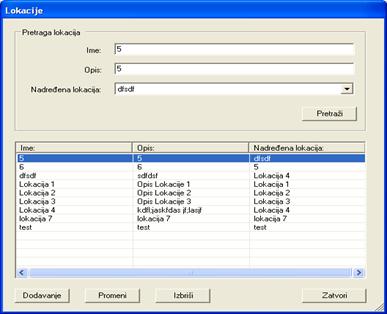 Lokacije
Pretraga lokacija
Ime: 5
Opis: 5
Nadređena lokacija: dfsdf
Pretraži
Ime: Opis: Nadređena lokacija:
5 5 dfsdf
6 6 5
dfsdf sdfdsf Lokacija 4
Lokacija 1 Opis Lokacije 1 Lokacija 1
Lokacija 2 Opis Lokacije 2 Lokacija 2
Lokacija 3 Opis Lokacije 3 Lokacija 3
Lokacija 4 kdfl;jaskfdas jf;lasjf Lokacija 4
lokacija 7 lokacija 7 lokacija 7
test test test
Dodavanje Promeni Izbriši Zatvori